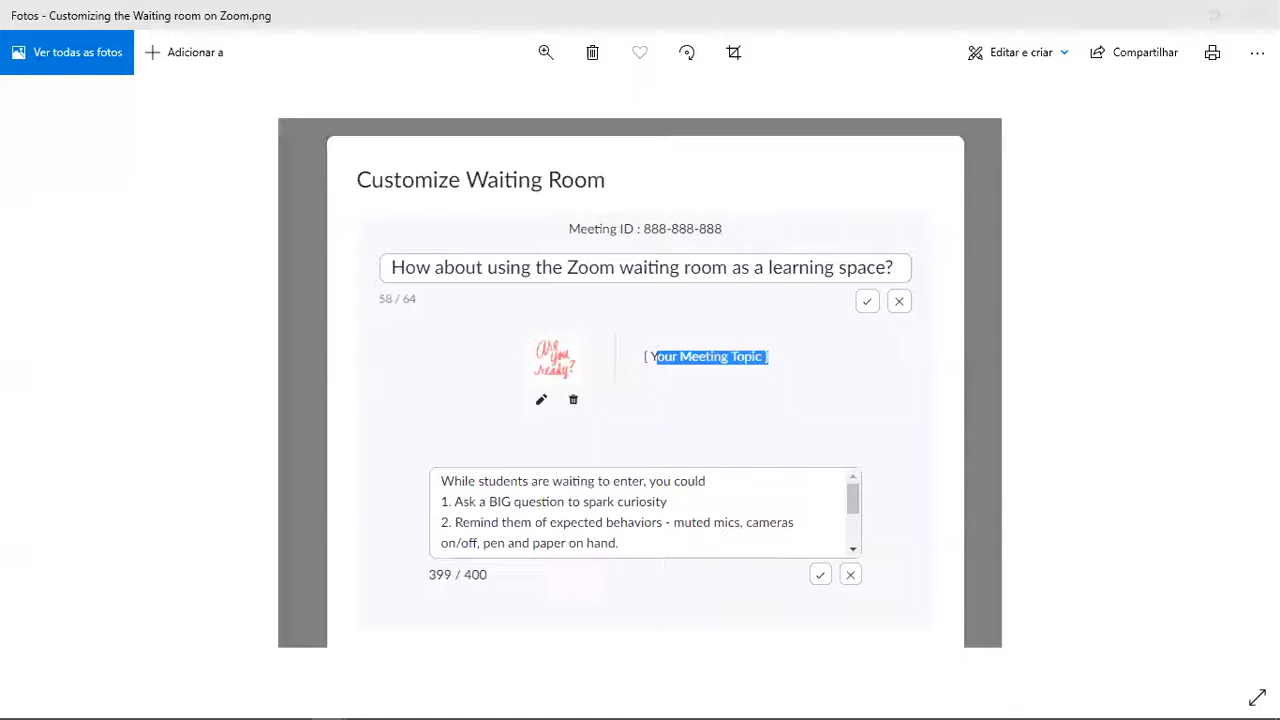 Fotos - Customizing the Waiting room on Zoom.png
Ver todas as fotos
Adicionar a
Editar e criar
Compartilhar
Customize Waiting Room
Meeting ID : 888-888-888
How about using the Zoom waiting room as a learning space?
58 / 64
Are
you
ready?
[ Your Meeting Topic ]
While students are waiting to enter, you could
1. Ask a BIG question to spark curiosity
2. Remind them of expected behaviors - muted mics, cameras
on/off, pen and paper on hand.
399 / 400